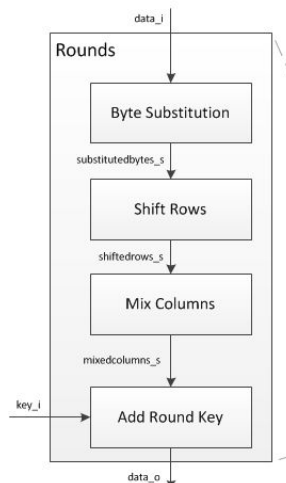 data_i
Rounds
Byte Substitution
substitutedbytes_s
Shift Rows
shiftedrows_s
Mix Columns
mixedcolumns_s
key_i
Add Round Key
data_o